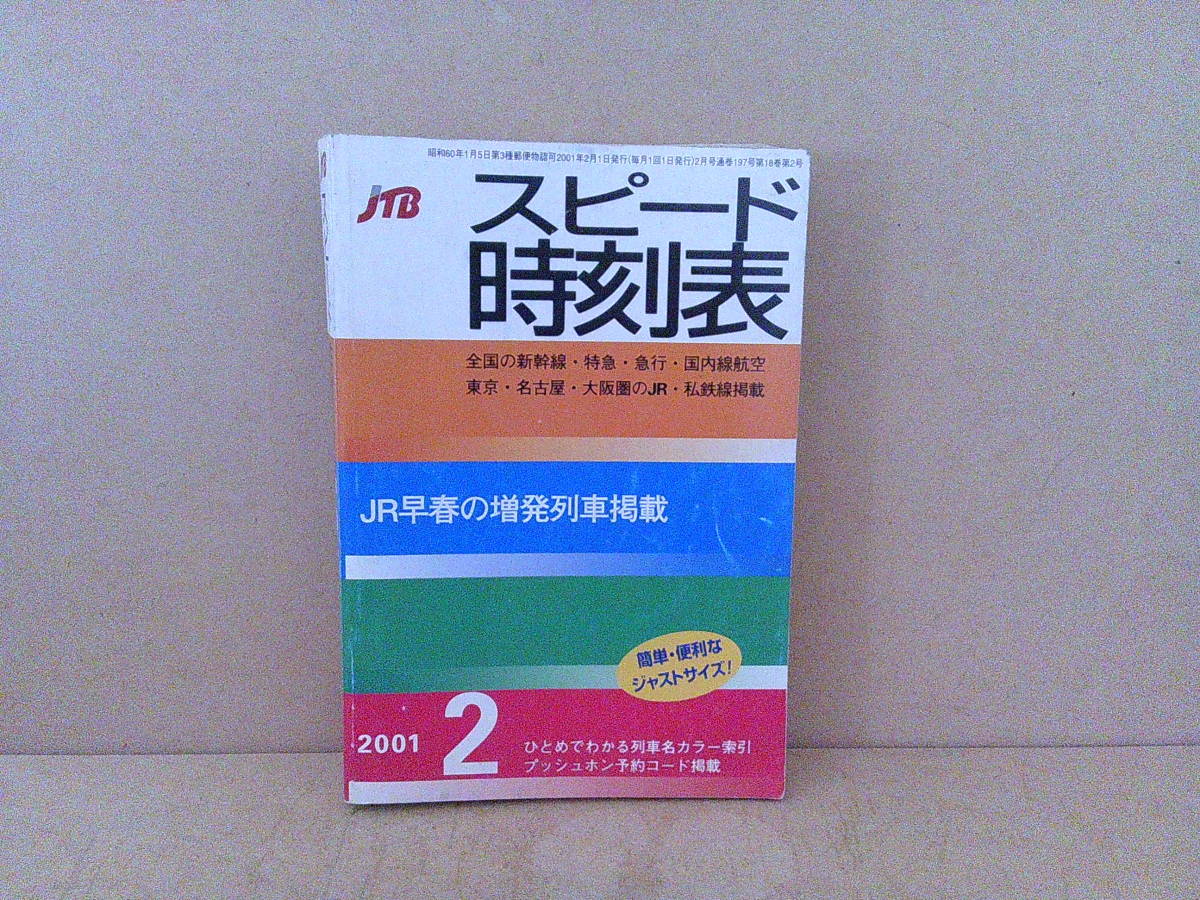 昭和60年1月5日第3種郵便物認可2001年2月1日発行(毎月1回1日発行)2月号通巻197号第18巻第2号
JTB
スピード
時刻表
全国の新幹線・特急・急行・国内線航空
東京・名古屋・大阪圏のJR・私鉄線掲載
JR早春の増発列車掲載
簡単・便利な
ジャストサイズ!
2001 2
ひとめでわかる列車名カラー索引
プッシュホン予約コード掲載